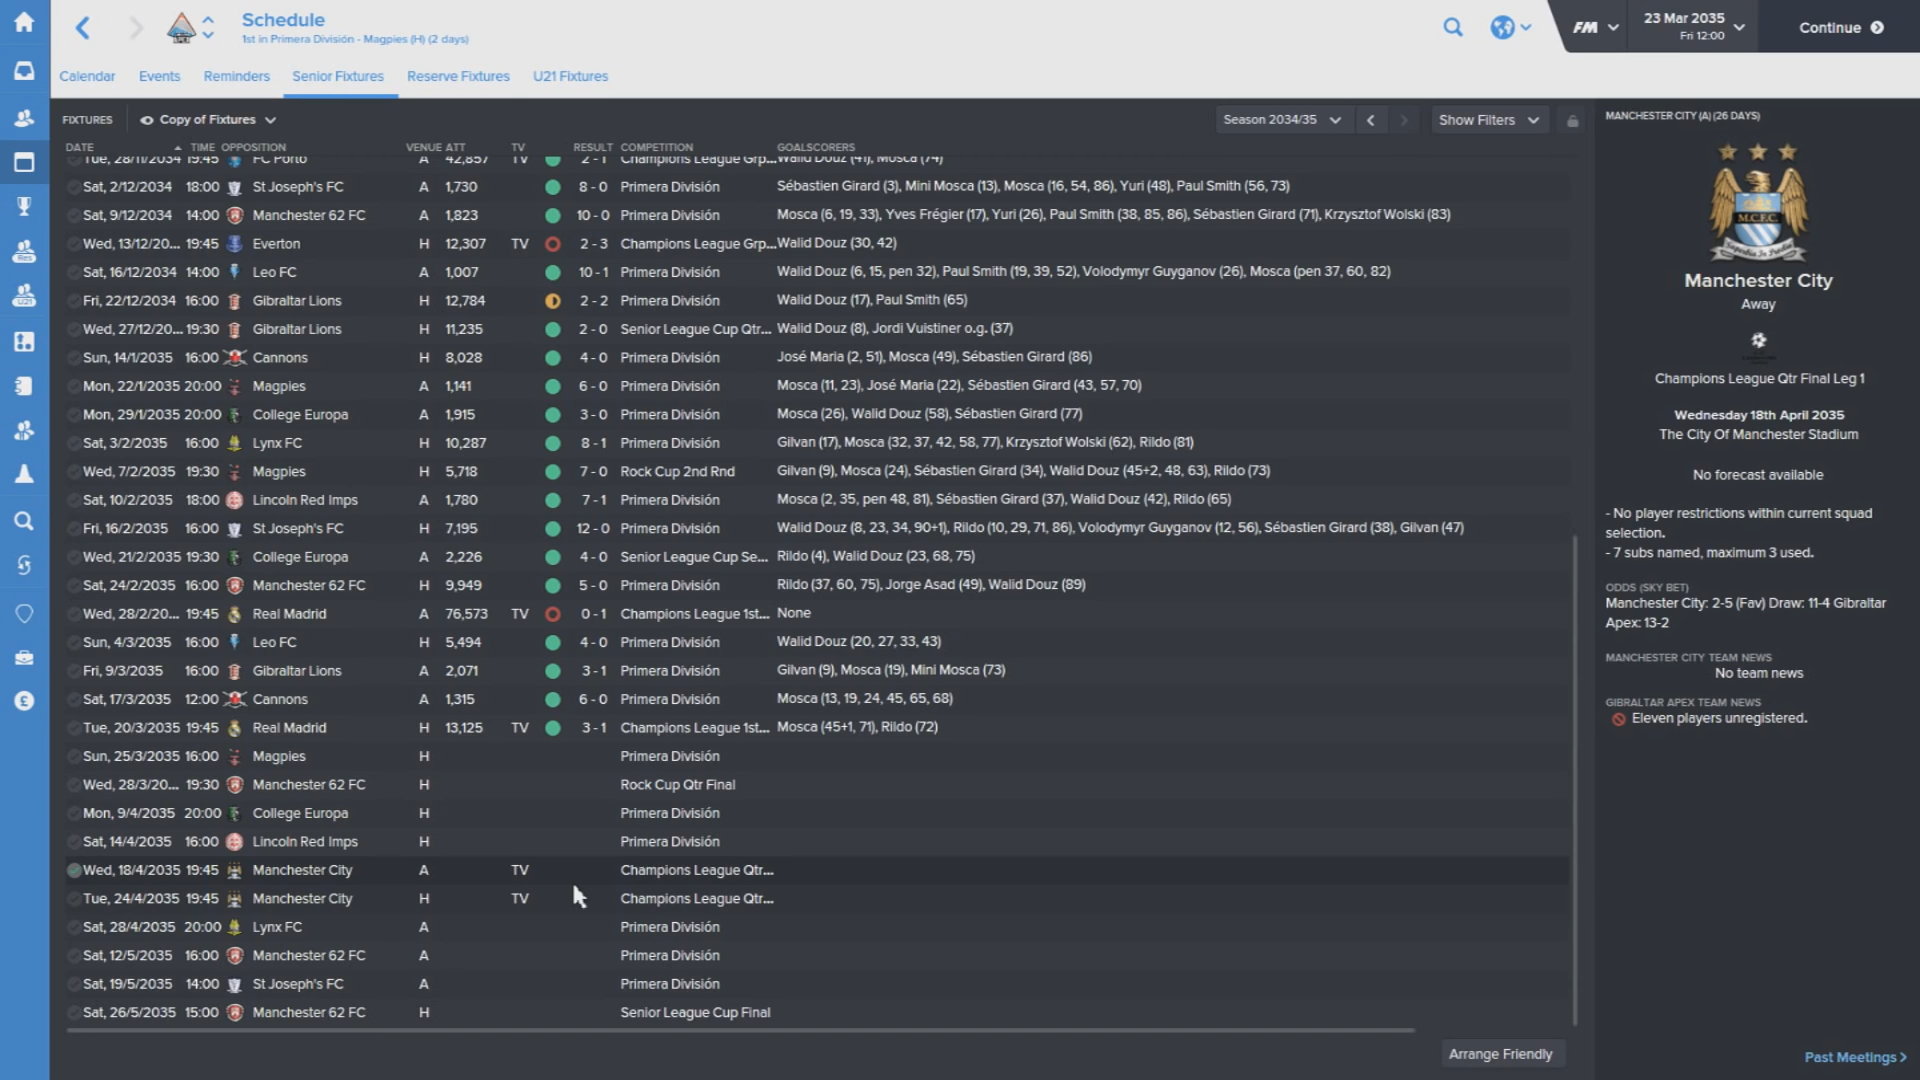 Schedule
1st in Primera División - Magpies (H) (2 days)
FM
23 Mar 2035
Fri 12:00
Continue
Calendar Events Reminders Senior Fixtures Reserve Fixtures U21 Fixtures
FIXTURES Copy of Fixtures Season 2034/35 Show Filters
DATE TIME OPPOSITION VENUE ATT TV RESULT COMPETITION GOALSCORERS
Tue, 28/11/2034 19:45 FC Porto A 42,857 TV 2 - 1 Champions League Grp... Walid Douz (41), Mosca (74)
Sat, 2/12/2034 18:00 St Joseph's FC A 1,730 8 - 0 Primera División Sébastien Girard (3), Mini Mosca (13), Mosca (16, 54, 86), Yuri (48), Paul Smith (56, 73)
Sat, 9/12/2034 14:00 Manchester 62 FC A 1,823 10 - 0 Primera División Mosca (6, 19, 33), Yves Frégier (17), Yuri (26), Paul Smith (38, 85, 86), Sébastien Girard (71), Krzysztof Wolski (83)
Wed, 13/12/20... 19:45 Everton H 12,307 TV 2 - 3 Champions League Grp... Walid Douz (30, 42)
Sat, 16/12/2034 14:00 Leo FC A 1,007 10 - 1 Primera División Walid Douz (6, 15, pen 32), Paul Smith (19, 39, 52), Volodymyr Guyganov (26), Mosca (pen 37, 60, 82)
Fri, 22/12/2034 16:00 Gibraltar Lions H 12,784 2 - 2 Primera División Walid Douz (17), Paul Smith (65)
Wed, 27/12/20... 19:30 Gibraltar Lions H 11,235 2 - 0 Senior League Cup Qtr... Walid Douz (8), Jordi Vuistiner o.g. (37)
Sun, 14/1/2035 16:00 Cannons H 8,028 4 - 0 Primera División José Maria (2, 51), Mosca (49), Sébastien Girard (86)
Mon, 22/1/2035 20:00 Magpies A 1,141 6 - 0 Primera División Mosca (11, 23), José Maria (22), Sébastien Girard (43, 57, 70)
Mon, 29/1/2035 20:00 College Europa A 1,915 3 - 0 Primera División Mosca (26), Walid Douz (58), Sébastien Girard (77)
Sat, 3/2/2035 16:00 Lynx FC H 10,287 8 - 1 Primera División Gilvan (17), Mosca (32, 37, 42, 58, 77), Krzysztof Wolski (62), Rildo (81)
Wed, 7/2/2035 19:30 Magpies H 5,718 7 - 0 Rock Cup 2nd Rnd Gilvan (9), Mosca (24), Sébastien Girard (34), Walid Douz (45+2, 48, 63), Rildo (73)
Sat, 10/2/2035 18:00 Lincoln Red Imps A 1,780 7 - 1 Primera División Mosca (2, 35, pen 48, 81), Sébastien Girard (37), Walid Douz (42), Rildo (65)
Fri, 16/2/2035 16:00 St Joseph's FC H 7,195 12 - 0 Primera División Walid Douz (8, 23, 34, 90+1), Rildo (10, 29, 71, 86), Volodymyr Guyganov (12, 56), Sébastien Girard (38), Gilvan (47)
Wed, 21/2/2035 19:30 College Europa A 2,226 4 - 0 Senior League Cup Se... Rildo (4), Walid Douz (23, 68, 75)
Sat, 24/2/2035 16:00 Manchester 62 FC H 9,949 5 - 0 Primera División Rildo (37, 60, 75), Jorge Asad (49), Walid Douz (89)
Wed, 28/2/20... 19:45 Real Madrid A 76,573 TV 0 - 1 Champions League 1st... None
Sun, 4/3/2035 16:00 Leo FC H 5,494 4 - 0 Primera División Walid Douz (20, 27, 33, 43)
Fri, 9/3/2035 16:00 Gibraltar Lions A 2,071 3 - 1 Primera División Gilvan (9), Mosca (19), Mini Mosca (73)
Sat, 17/3/2035 12:00 Cannons A 1,315 6 - 0 Primera División Mosca (13, 19, 24, 45, 65, 68)
Tue, 20/3/2035 19:45 Real Madrid H 13,125 TV 3 - 1 Champions League 1st... Mosca (45+1, 71), Rildo (72)
Sun, 25/3/2035 16:00 Magpies H Primera División
Wed, 28/3/20... 19:30 Manchester 62 FC H Rock Cup Qtr Final
Mon, 9/4/2035 20:00 College Europa H Primera División
Sat, 14/4/2035 16:00 Lincoln Red Imps H Primera División
Wed, 18/4/2035 19:45 Manchester City A TV Champions League Qtr...
Tue, 24/4/2035 19:45 Manchester City H TV Champions League Qtr...
Sat, 28/4/2035 20:00 Lynx FC A Primera División
Sat, 12/5/2035 16:00 Manchester 62 FC A Primera División
Sat, 19/5/2035 14:00 St Joseph's FC A Primera División
Sat, 26/5/2035 15:00 Manchester 62 FC H Senior League Cup Final
Arrange Friendly
MANCHESTER CITY (A) (26 DAYS)
M.C.F.C.
Manchester City
Away
Champions League Qtr Final Leg 1
Wednesday 18th April 2035
The City Of Manchester Stadium
No forecast available
- No player restrictions within current squad
selection.
- 7 subs named, maximum 3 used.
ODDS (SKY BET)
Manchester City: 2-5 (Fav) Draw: 11-4 Gibraltar
Apex: 13-2
MANCHESTER CITY TEAM NEWS
No team news
GIBRALTAR APEX TEAM NEWS
Eleven players unregistered.
Past Meetings >